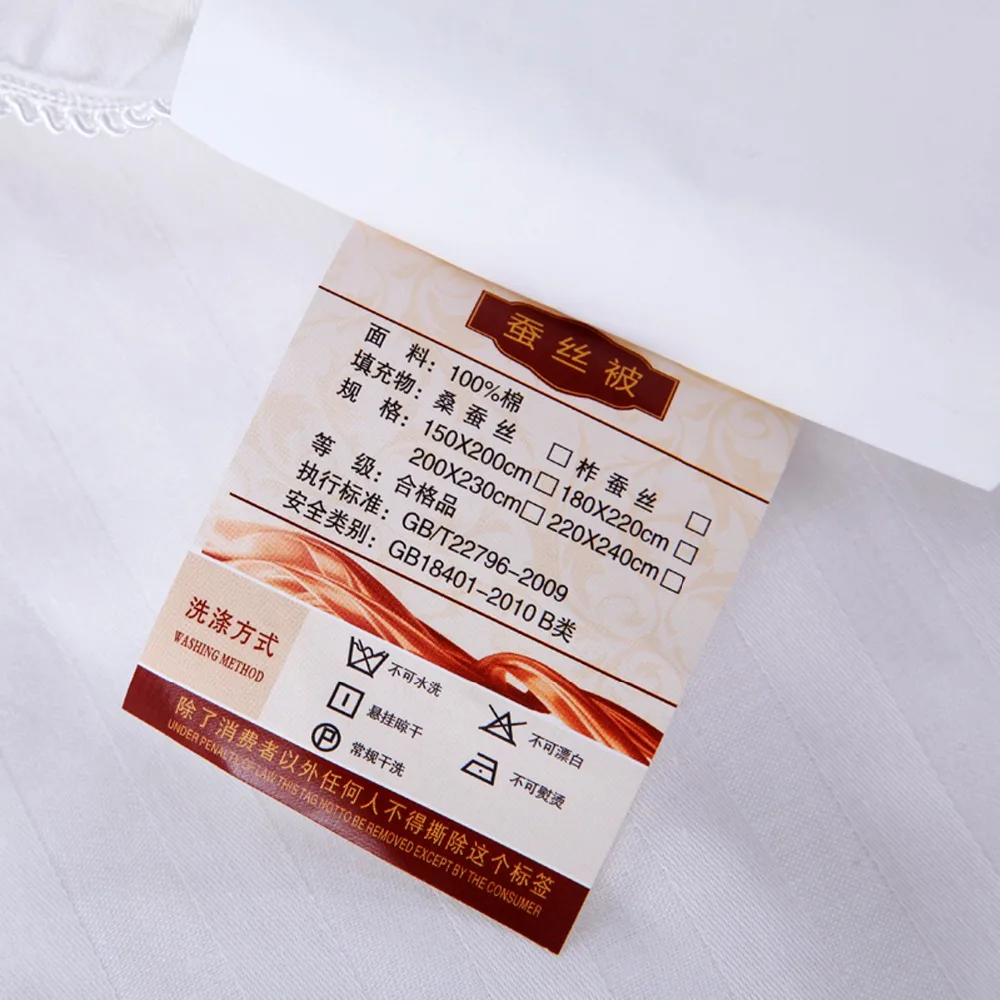 蚕丝被
面 料：100%棉
填充物：桑蚕丝 □ 柞蚕丝 □
规 格：150X200cm□ 180X220cm□
200X230cm□ 220X240cm□
等 级：合格品
执行标准：GB/T22796-2009
安全类别：GB18401-2010 B类
洗涤方式
WASHING METHOD
不可水洗
不可漂白
悬挂晾干
不可熨烫
P 常规干洗
除了消费者以外任何人不得撕除这个标签
UNDER PENALTY OF LAW,THIS TAG NOT TO BE REMOVED EXCEPT BY THE CONSUMER